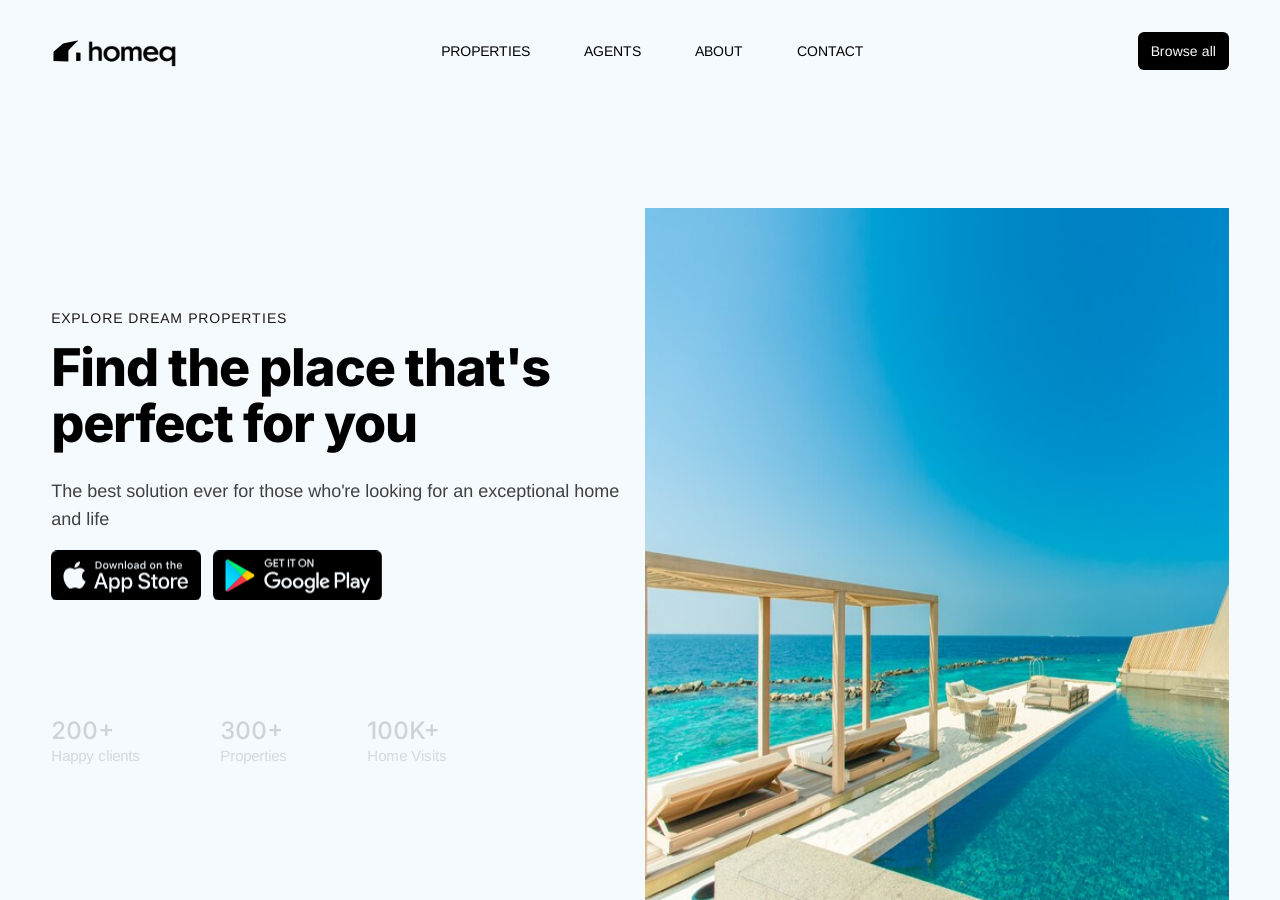 homeq
PROPERTIES
AGENTS
ABOUT
CONTACT
Browse all
EXPLORE DREAM PROPERTIES
Find the place that's
perfect for you
The best solution ever for those who're looking for an exceptional home
and life
Download on the
App Store
GET IT ON
Google Play
200+
Happy clients
300+
Properties
100K+
Home Visits